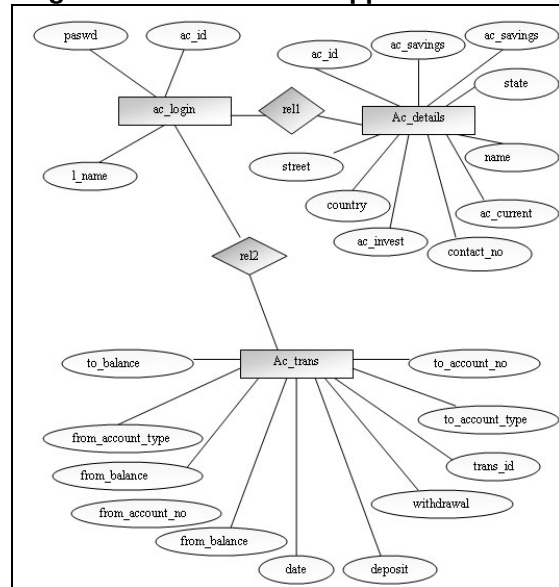 paswd
ac_id
ac_id
ac_savings
ac_savings
state
ac_login
rel1
Ac_details
l_name
street
name
country
ac_current
ac_invest
contact_no
rel2
to_balance
Ac_trans
to_account_no
from_account_type
to_account_type
from_balance
trans_id
from_account_no
withdrawal
from_balance
date
deposit